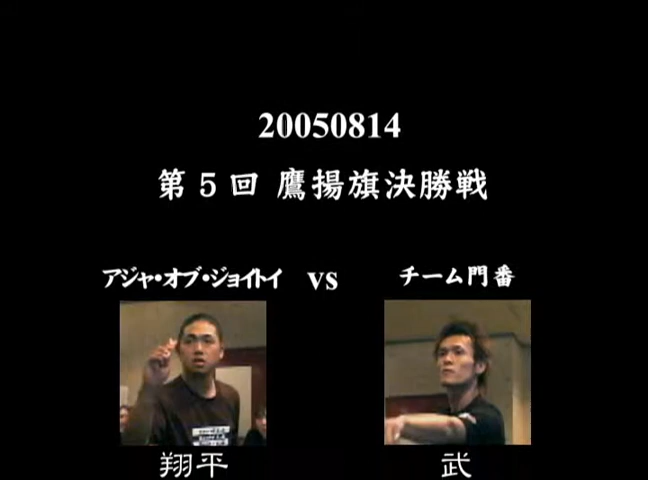 20050814
第5回 鷹揚旗決勝戦
アジャ・オブ・ジョイトイ vs チーム門番
翔平 武